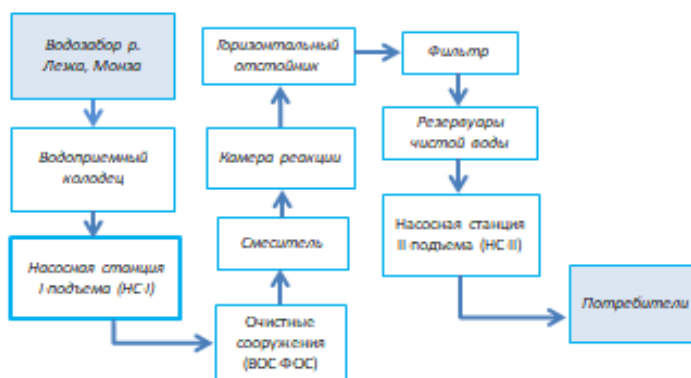 Водозабор р.
Лежа, Монза
Водоприемный
колодец
Насосная станция
I-подъема (НС-I)
Очистные
сооружения
(ВОС-ФОС)
Смеситель
Камера реакции
Горизонтальный
отстойник
Фильтр
Резервуары
чистой воды
Насосная станция
II-подъема (НС-II)
Потребители